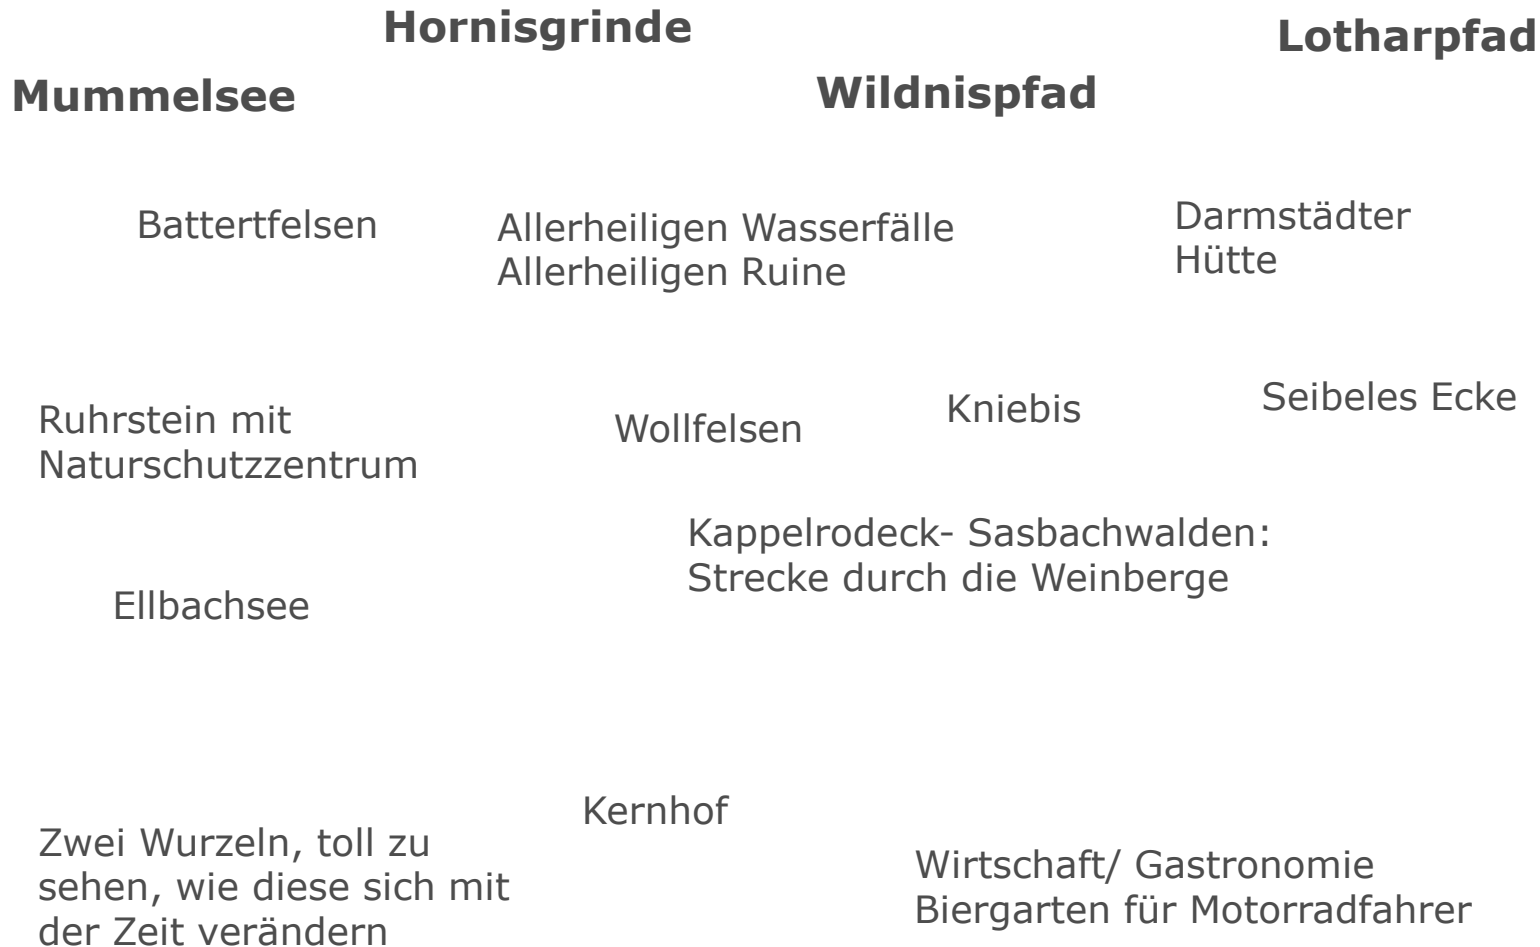 Hornisgrinde
Lotharpfad
Mummelsee
Wildnispfad
Battertfelsen
Allerheiligen Wasserfälle
Allerheiligen Ruine
Darmstädter
Hütte
Ruhrstein mit
Naturschutzzentrum
Wollfelsen
Kniebis
Seibeles Ecke
Kappelrodeck- Sasbachwalden:
Strecke durch die Weinberge
Ellbachsee
Kernhof
Zwei Wurzeln, toll zu
sehen, wie diese sich mit
der Zeit verändern
Wirtschaft/ Gastronomie
Biergarten für Motorradfahrer